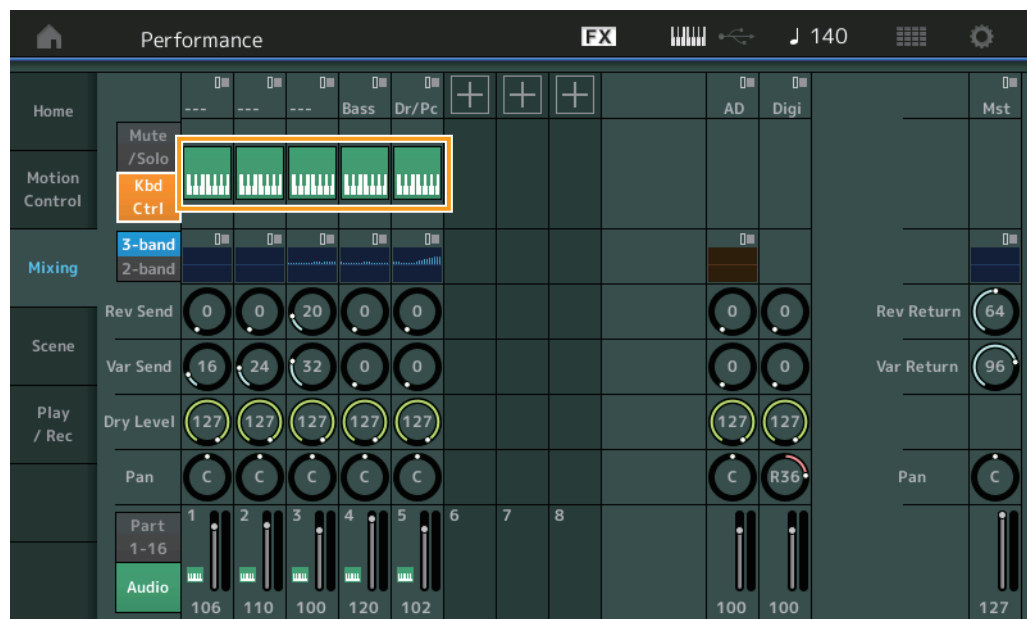 Performance
FX
♩ 140
Home
Motion
Control
Mixing
Scene
Play
/ Rec
--- --- --- Bass Dr/Pc + + + AD Digi Mst
Mute
/Solo
Kbd
Ctrl
3-band
2-band
Rev Send 0 0 20 0 0 0 0 Rev Return 64
Var Send 16 24 32 0 0 0 0 Var Return 96
Dry Level 127 127 127 127 127 127 127
Pan C C C C C C R36 Pan C
Part
1-16
1 2 3 4 5 6 7 8
Audio
106 110 100 120 102 100 100 127